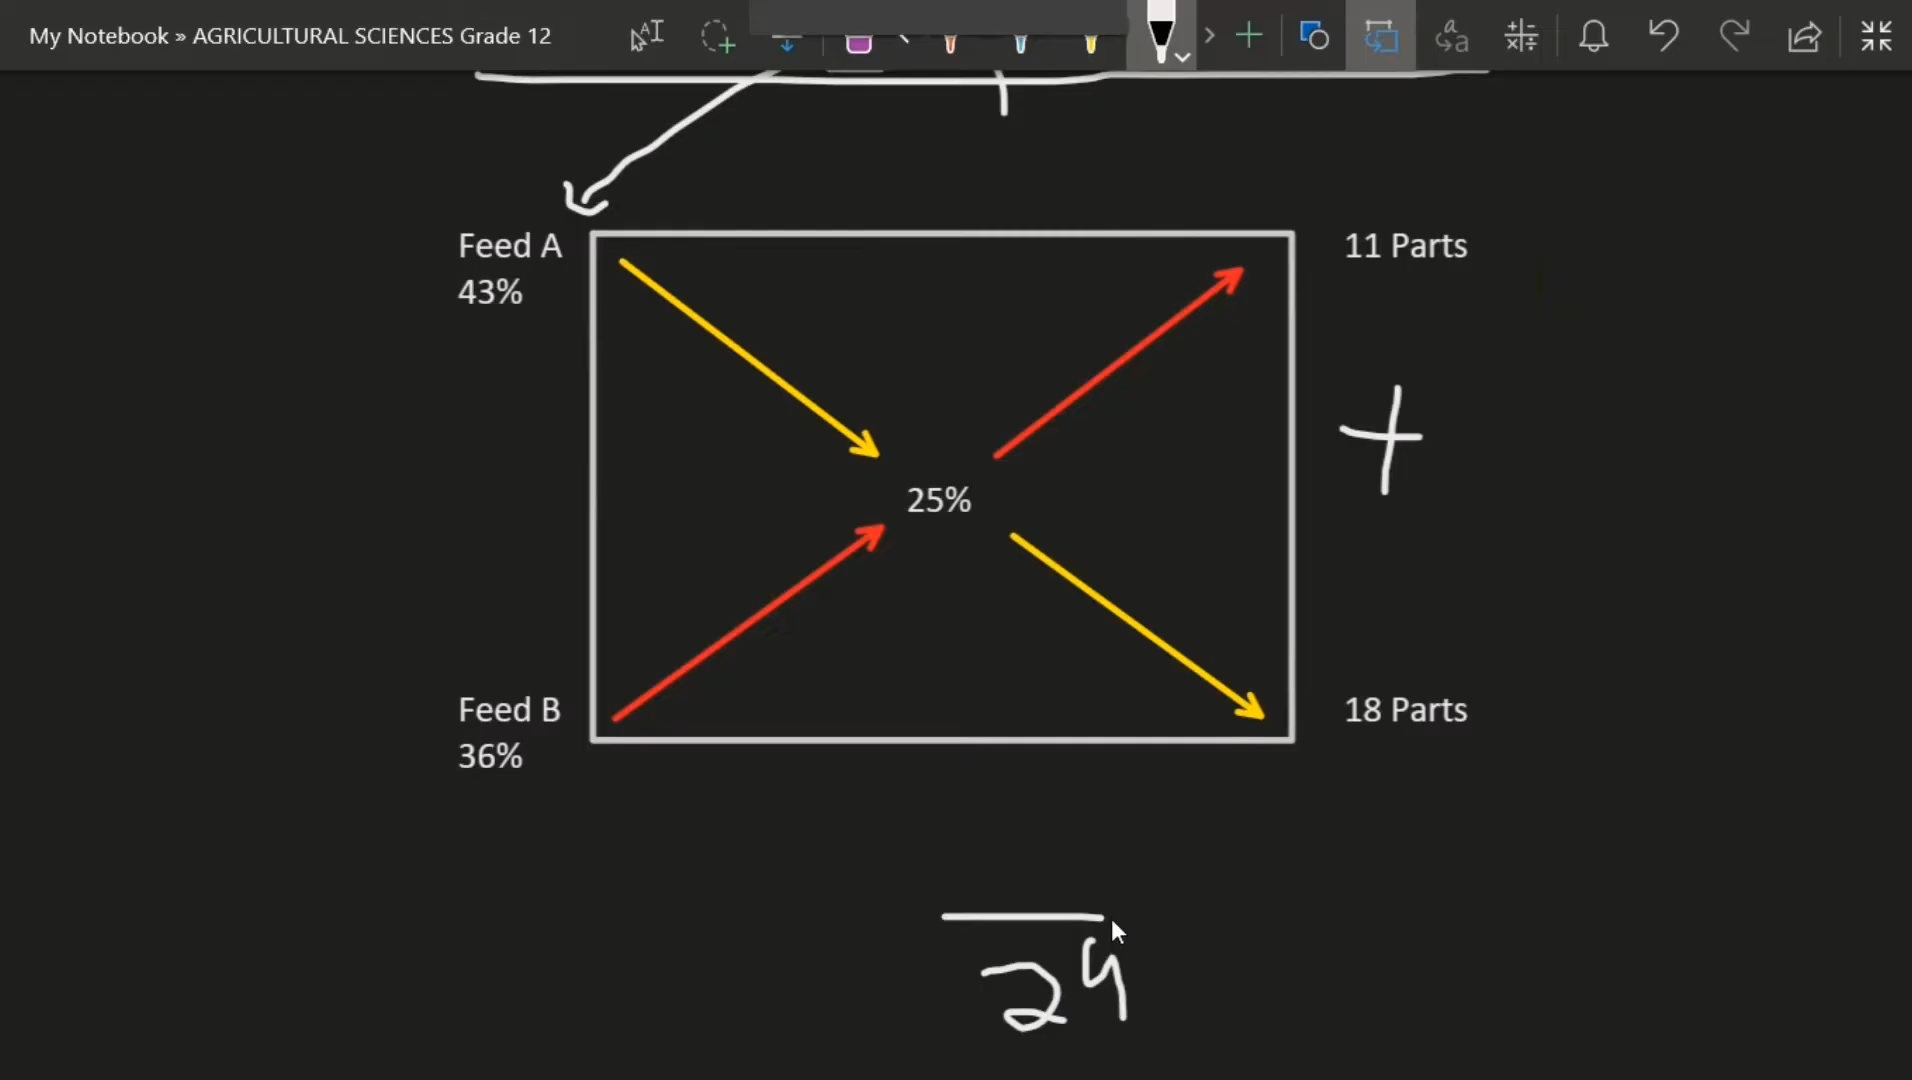 My Notebook » AGRICULTURAL SCIENCES Grade 12
Feed A
43%
11 Parts
+
25%
Feed B
36%
18 Parts
29